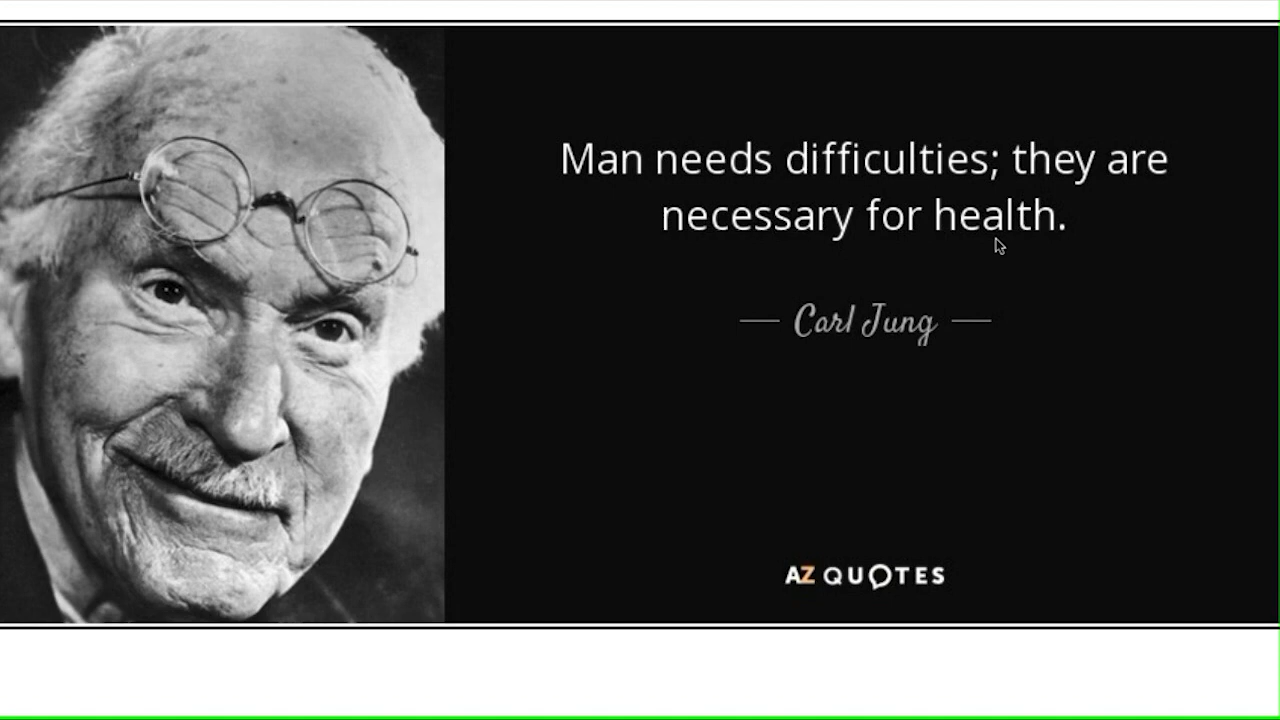 Man needs difficulties; they are
necessary for health.
— Carl Jung —
AZ QUOTES